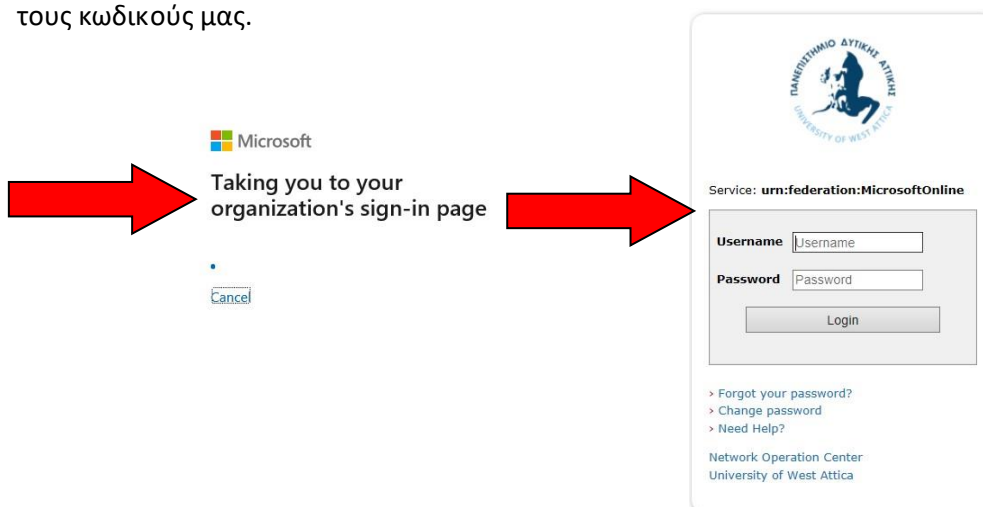 τους κωδικούς μας.
Microsoft
Taking you to your
organization's sign-in page
Cancel
ΠΑΝΕΠΙΣΤΗΜΙΟ ΔΥΤΙΚΗΣ ΑΤΤΙΚΗΣ
UNIVERSITY OF WEST ATTICA
Service: urn:federation:MicrosoftOnline
Username Username
Password Password
Login
› Forgot your password?
› Change password
› Need Help?
Network Operation Center
University of West Attica